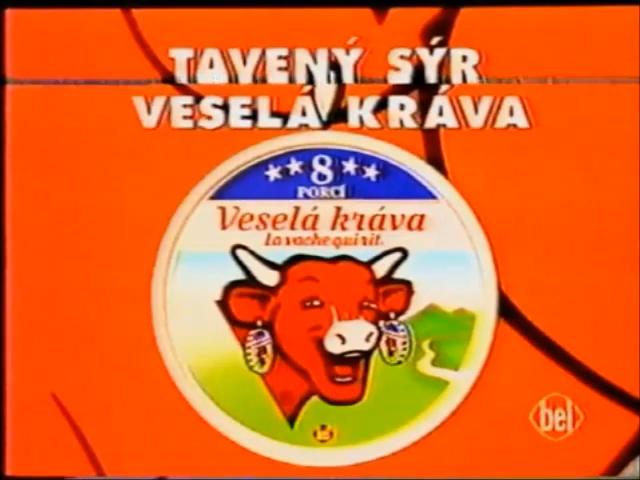 TAVENÝ SÝR
VESELÁ KRÁVA
8
PORCÍ
Veselá kráva
La vache qui rit.
bel